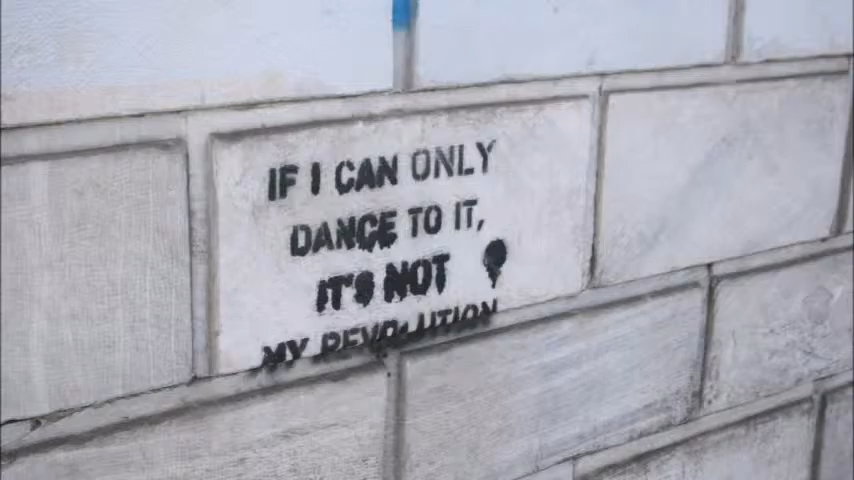 IF I CAN ONLY
DANCE TO IT,
IT'S NOT
MY REVOLUTION